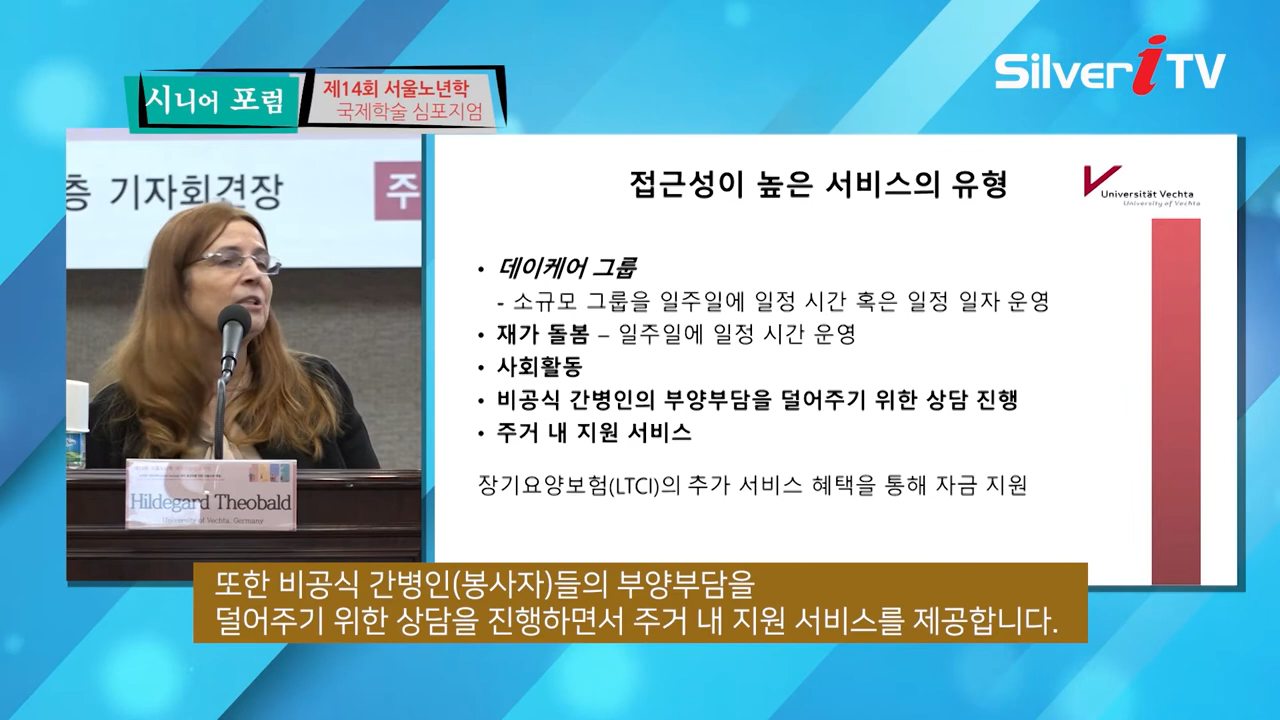 Silver i TV
시니어 포럼
제14회 서울노년학
국제학술 심포지엄
층 기자회견장
주
Hildegard Theobald
University of Vechta, Germany
접근성이 높은 서비스의 유형
Universität Vechta
University of Vechta
• 데이케어 그룹
- 소규모 그룹을 일주일에 일정 시간 혹은 일정 일자 운영
• 재가 돌봄 – 일주일에 일정 시간 운영
• 사회활동
• 비공식 간병인의 부양부담을 덜어주기 위한 상담 진행
• 주거 내 지원 서비스
장기요양보험(LTCI)의 추가 서비스 혜택을 통해 자금 지원
또한 비공식 간병인(봉사자)들의 부양부담을
덜어주기 위한 상담을 진행하면서 주거 내 지원 서비스를 제공합니다.